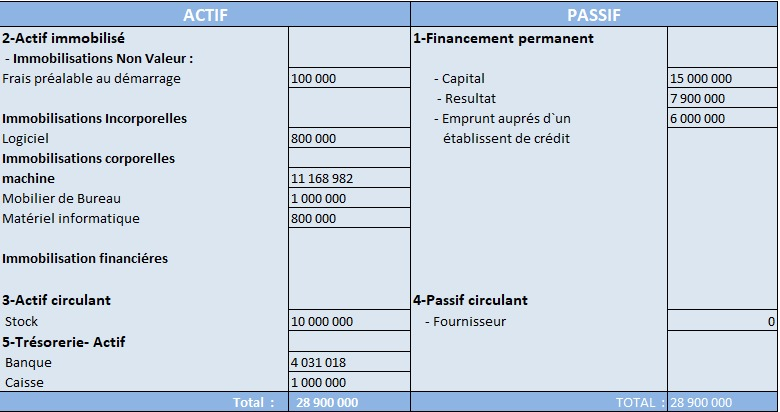 ACTIF PASSIF
2-Actif immobilisé 1-Financement permanent
- Immobilisations Non Valeur :
Frais préalable au démarrage 100 000 - Capital 15 000 000
- Resultat 7 900 000
Immobilisations Incorporelles - Emprunt auprés d`un 6 000 000
Logiciel 800 000 établissent de crédit
Immobilisations corporelles
machine 11 168 982
Mobilier de Bureau 1 000 000
Matériel informatique 800 000
Immobilisation financiéres
3-Actif circulant 4-Passif circulant
Stock 10 000 000 - Fournisseur 0
5-Trésorerie- Actif
Banque 4 031 018
Caisse 1 000 000
Total : 28 900 000 TOTAL : 28 900 000